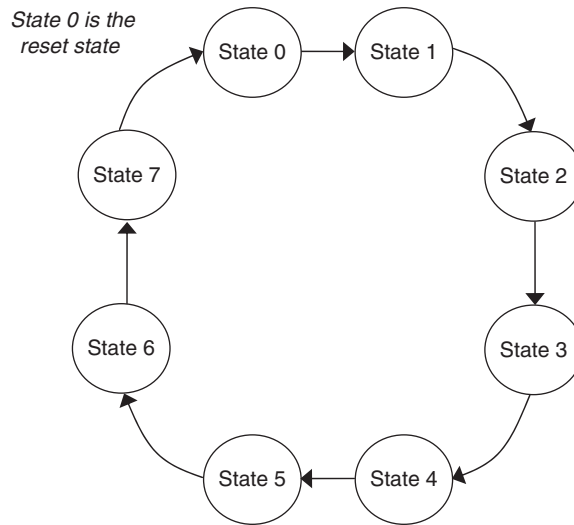 State 0 is the
reset state
State 0
State 1
State 2
State 3
State 4
State 5
State 6
State 7